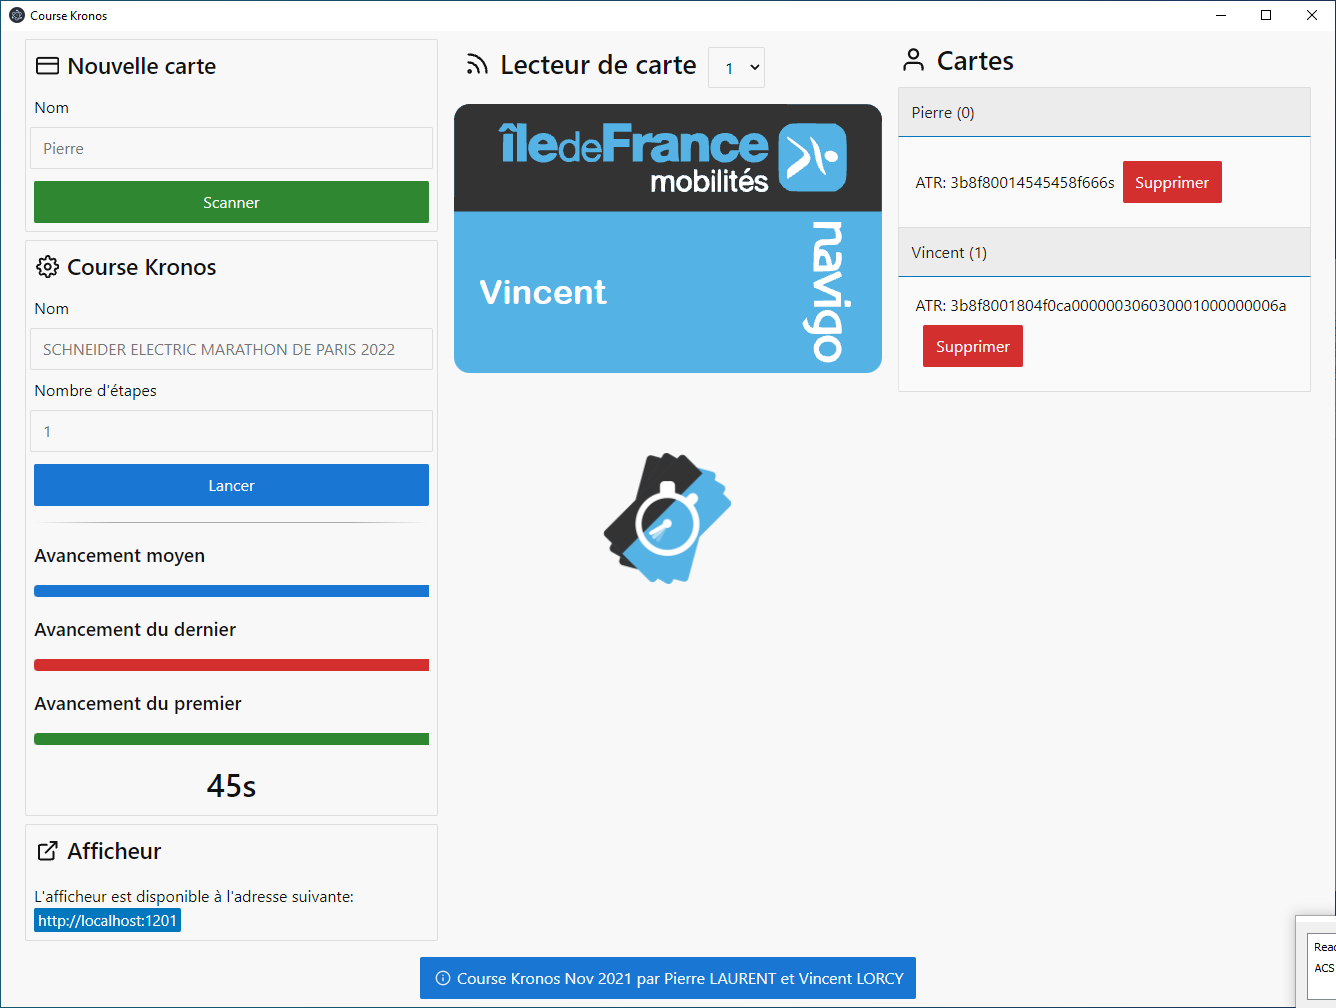 Course Kronos
Nouvelle carte
Nom
Pierre
Scanner
Course Kronos
Nom
SCHNEIDER ELECTRIC MARATHON DE PARIS 2022
Nombre d'étapes
1
Lancer
Avancement moyen
Avancement du dernier
Avancement du premier
45s
Afficheur
L'afficheur est disponible à l'adresse suivante:
http://localhost:1201
Lecteur de carte 1
îledeFrance
mobilités
Vincent
navigo
Cartes
Pierre (0)
ATR: 3b8f80014545458f666s Supprimer
Vincent (1)
ATR: 3b8f8001804f0ca000000306030001000000006a
Supprimer
Course Kronos Nov 2021 par Pierre LAURENT et Vincent LORCY
ACS